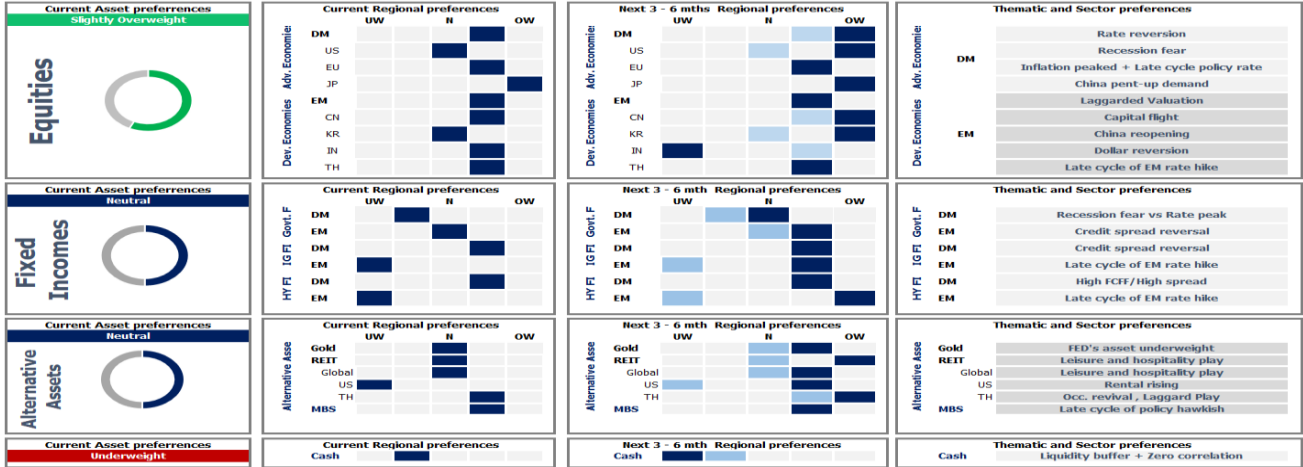 Current Asset preferrences
Slightly Overweight
Equities
Current Regional preferences
UW N OW
Adv. Economies
DM
US
EU
JP
Dev. Economies
EM
CN
KR
IN
TH
Next 3 - 6 mths Regional preferences
UW N OW
Adv. Economies
DM
US
EU
JP
Dev. Economies
EM
CN
KR
IN
TH
Thematic and Sector preferences
DM
Rate reversion
Recession fear
Inflation peaked + Late cycle policy rate
China pent-up demand
EM
Laggarded Valuation
Capital flight
China reopening
Dollar reversion
Late cycle of EM rate hike
Current Asset preferrences
Neutral
Fixed
Incomes
Current Regional preferences
UW N OW
Govt. F
DM
EM
IG FI
DM
EM
HY FI
DM
EM
Next 3 - 6 mth Regional preferences
UW N OW
Govt. F
DM
EM
IG FI
DM
EM
HY FI
DM
EM
Thematic and Sector preferences
Govt. F
DM Recession fear vs Rate peak
EM Credit spread reversal
IG FI
DM Credit spread reversal
EM Late cycle of EM rate hike
HY FI
DM High FCFF/High spread
EM Late cycle of EM rate hike
Current Asset preferrences
Neutral
Alternative
Assets
Current Regional preferences
UW N OW
Alternative Asse
Gold
REIT
Global
US
TH
MBS
Next 3 - 6 mth Regional preferences
UW N OW
Alternative Asse
Gold
REIT
Global
US
TH
MBS
Thematic and Sector preferences
Alternative Asse
Gold FED's asset underweight
REIT Leisure and hospitality play
Global Leisure and hospitality play
US Rental rising
TH Occ. revival , Laggard Play
MBS Late cycle of policy hawkish
Current Asset preferrences
Underweight
Current Regional preferences
Cash
Next 3 - 6 mth Regional preferences
Cash
Thematic and Sector preferences
Cash Liquidity buffer + Zero correlation